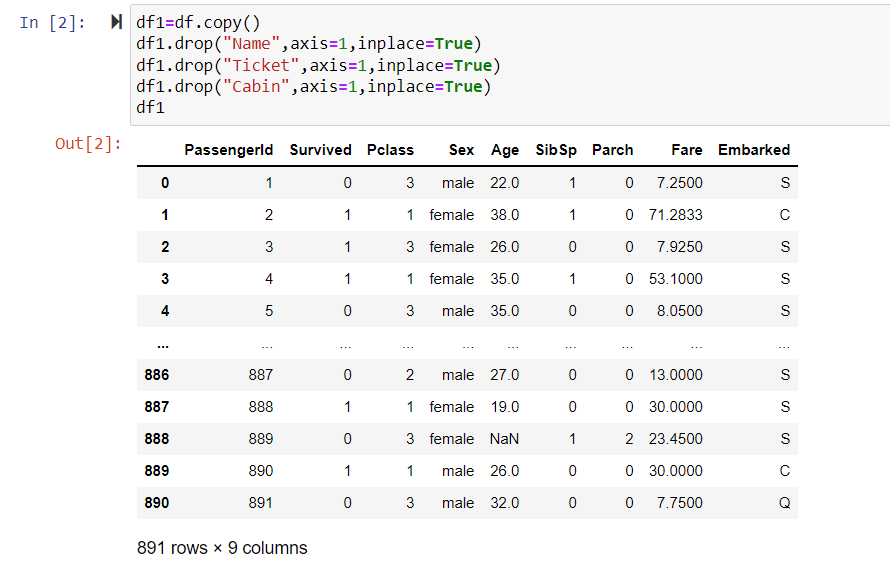 In [2]: df1=df.copy()
df1.drop("Name",axis=1,inplace=True)
df1.drop("Ticket",axis=1,inplace=True)
df1.drop("Cabin",axis=1,inplace=True)
df1
Out[2]:
PassengerId Survived Pclass Sex Age SibSp Parch Fare Embarked
0 1 0 3 male 22.0 1 0 7.2500 S
1 2 1 1 female 38.0 1 0 71.2833 C
2 3 1 3 female 26.0 0 0 7.9250 S
3 4 1 1 female 35.0 1 0 53.1000 S
4 5 0 3 male 35.0 0 0 8.0500 S
... ... ... ... ... ... ... ... ... ...
886 887 0 2 male 27.0 0 0 13.0000 S
887 888 1 1 female 19.0 0 0 30.0000 S
888 889 0 3 female NaN 1 2 23.4500 S
889 890 1 1 male 26.0 0 0 30.0000 C
890 891 0 3 male 32.0 0 0 7.7500 Q
891 rows × 9 columns